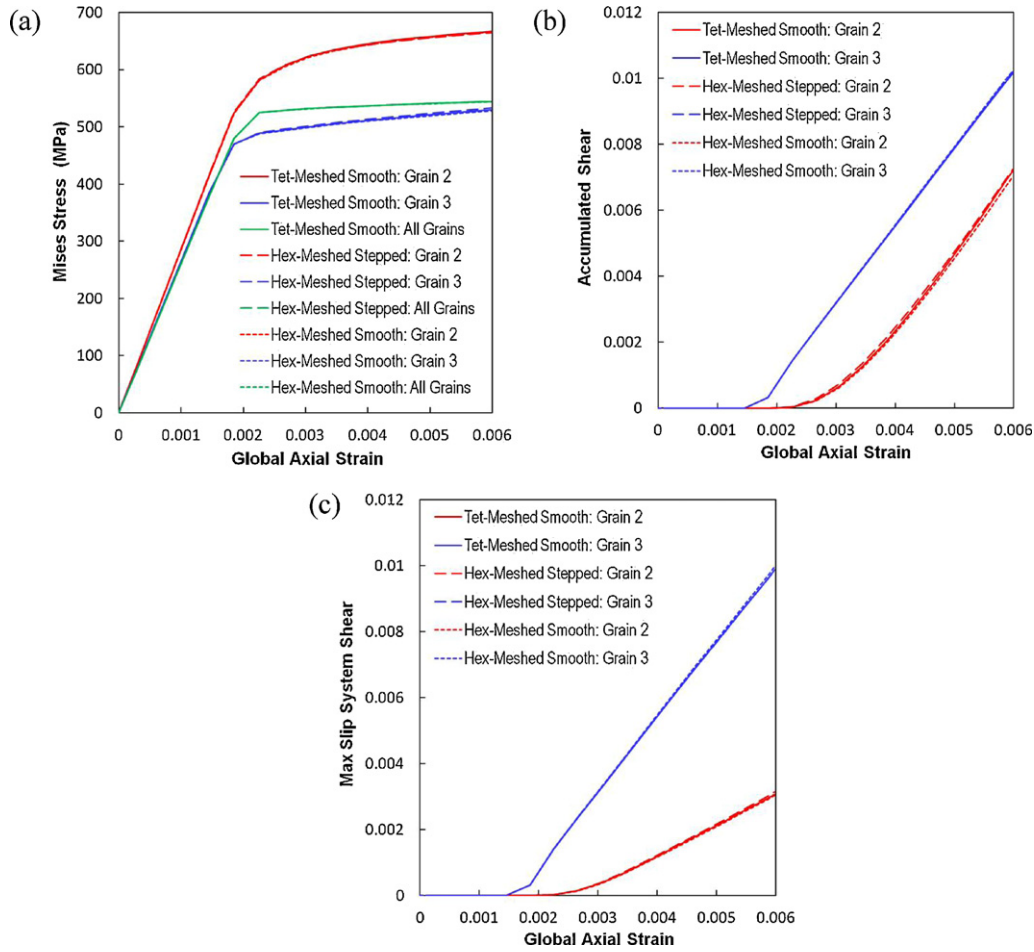 (a)
700
600
500
400
300
200
100
0
Mises Stress (MPa)
Tet-Meshed Smooth: Grain 2
Tet-Meshed Smooth: Grain 3
Tet-Meshed Smooth: All Grains
Hex-Meshed Stepped: Grain 2
Hex-Meshed Stepped: Grain 3
Hex-Meshed Stepped: All Grains
Hex-Meshed Smooth: Grain 2
Hex-Meshed Smooth: Grain 3
Hex-Meshed Smooth: All Grains
0 0.001 0.002 0.003 0.004 0.005 0.006
Global Axial Strain
(b)
0.012
0.01
0.008
0.006
0.004
0.002
0
Accumulated Shear
Tet-Meshed Smooth: Grain 2
Tet-Meshed Smooth: Grain 3
Hex-Meshed Stepped: Grain 2
Hex-Meshed Stepped: Grain 3
Hex-Meshed Smooth: Grain 2
Hex-Meshed Smooth: Grain 3
0 0.001 0.002 0.003 0.004 0.005 0.006
Global Axial Strain
(c)
0.012
0.01
0.008
0.006
0.004
0.002
0
Max Slip System Shear
Tet-Meshed Smooth: Grain 2
Tet-Meshed Smooth: Grain 3
Hex-Meshed Stepped: Grain 2
Hex-Meshed Stepped: Grain 3
Hex-Meshed Smooth: Grain 2
Hex-Meshed Smooth: Grain 3
0 0.001 0.002 0.003 0.004 0.005 0.006
Global Axial Strain